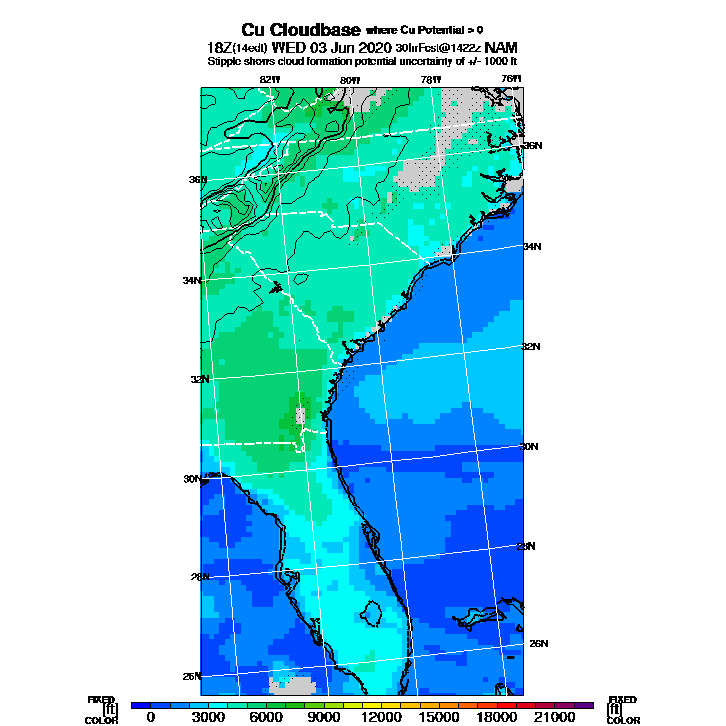 Cu Cloudbase where Cu Potential > 0
18Z(14edt) WED 03 Jun 2020 30hrFcst@1422z NAM
Stipple shows cloud formation potential uncertainty of +/- 1000 ft
82W 80W 78W 76W
36N
36N
34N
34N
32N
32N
30N
30N
28N
28N
26N
26N
FIXED FIXED
[ft] [ft]
COLOR COLOR
0 3000 6000 9000 12000 15000 18000 21000